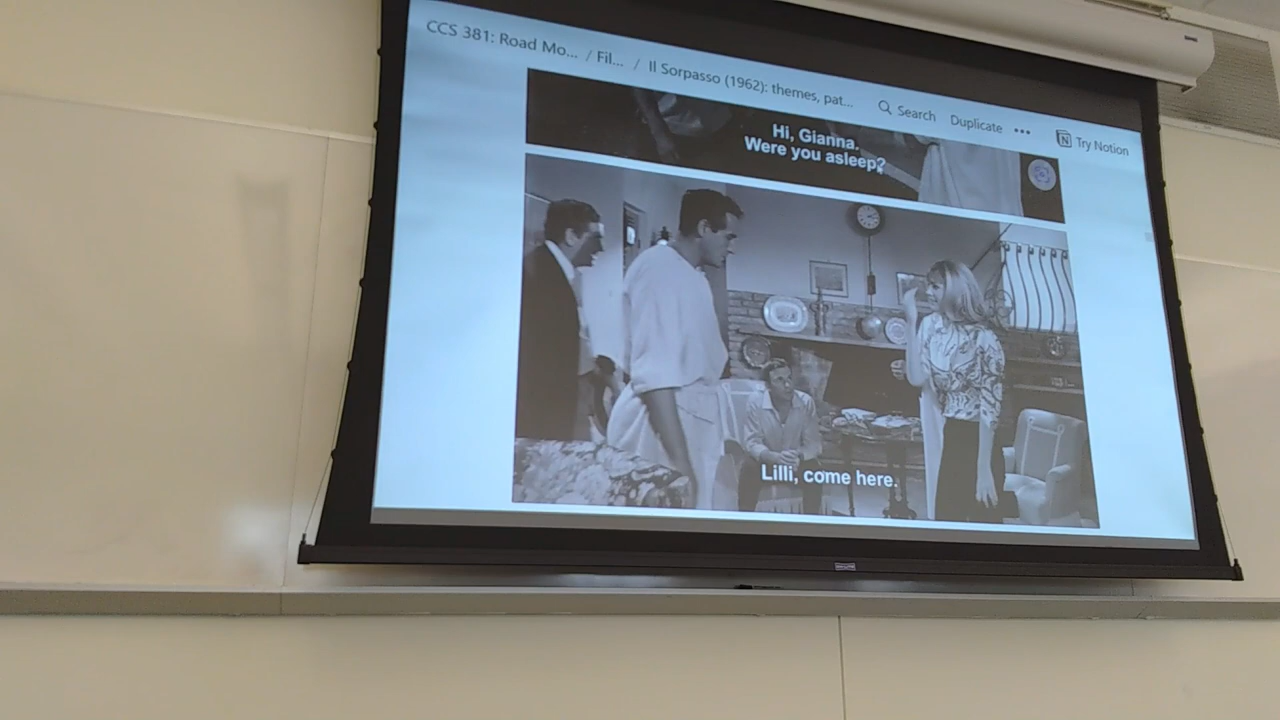 CCS 381: Road Mo... / Fil... / Il Sorpasso (1962): themes, pat...
Search Duplicate ••• Try Notion
Hi, Gianna.
Were you asleep?
Lilli, come here.